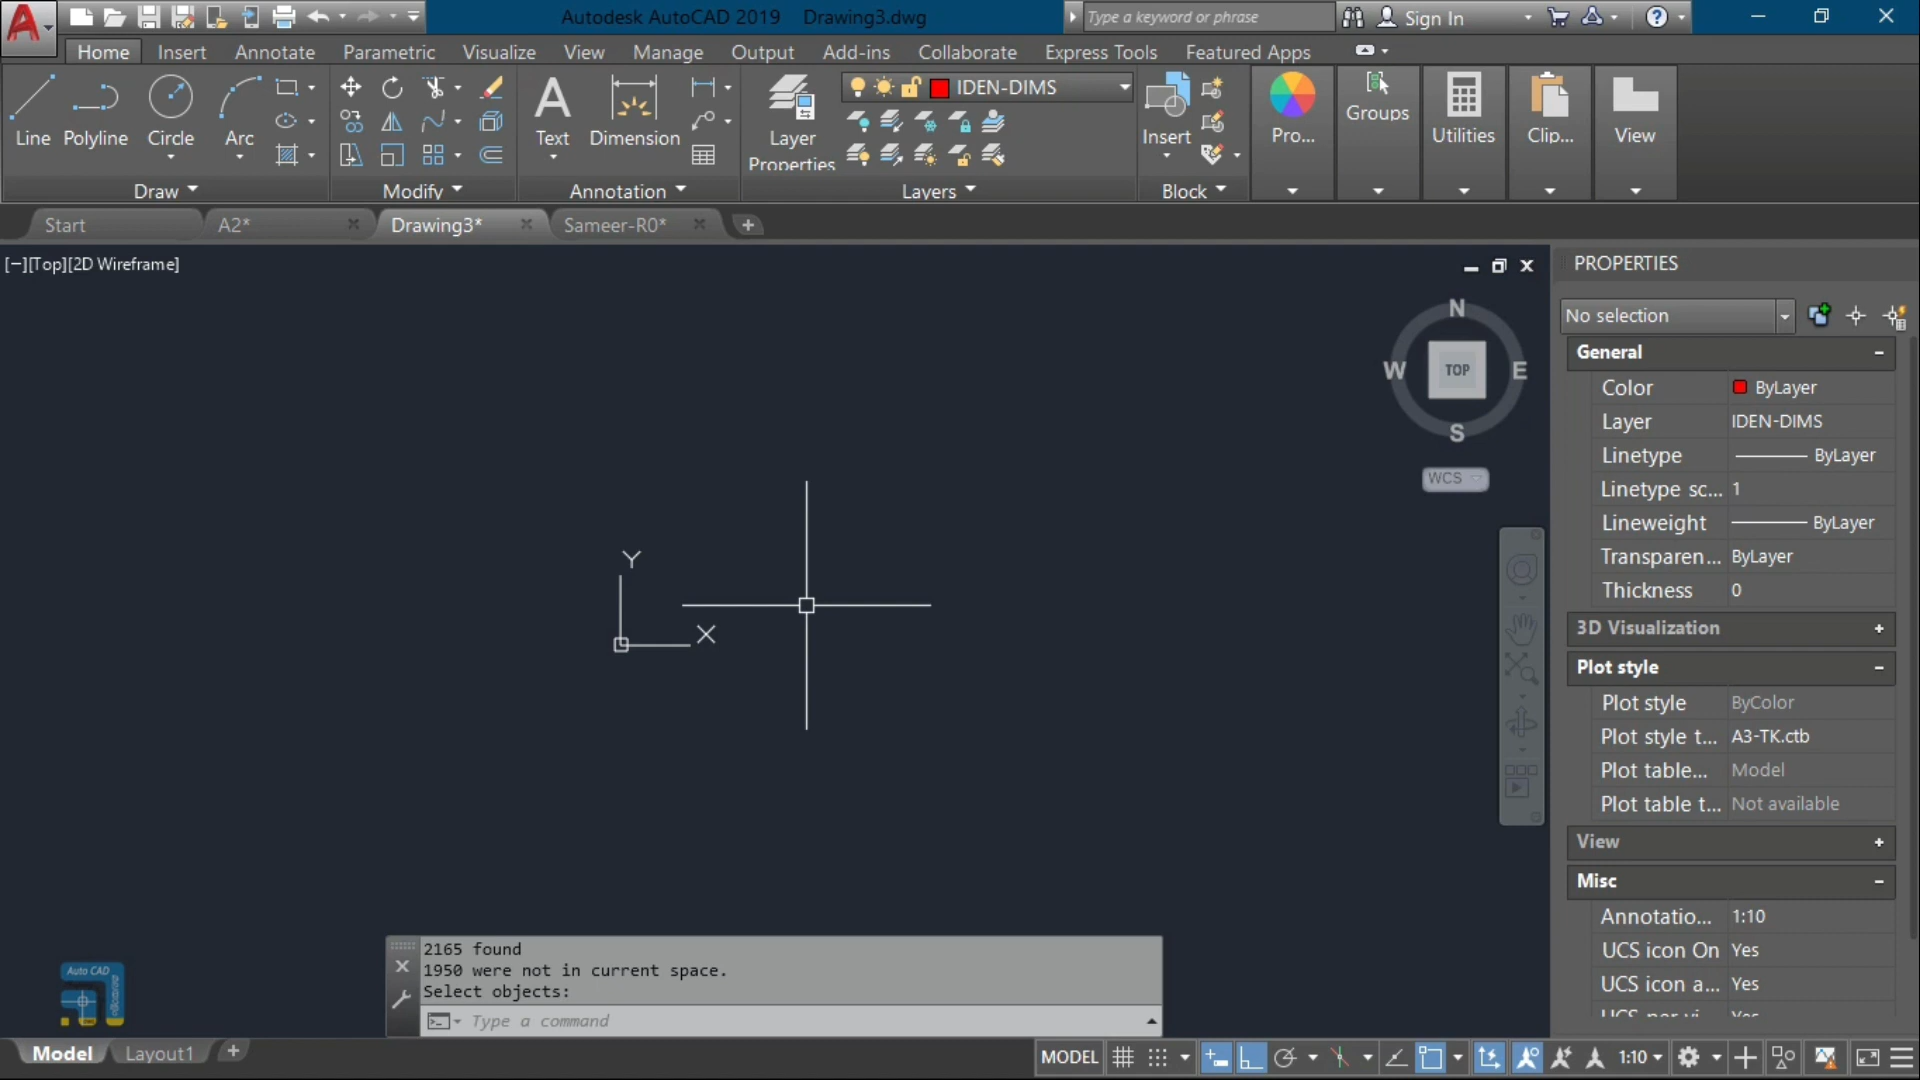 Autodesk AutoCAD 2019 Drawing3.dwg
Type a keyword or phrase
Sign In
Home Insert Annotate Parametric Visualize View Manage Output Add-ins Collaborate Express Tools Featured Apps
IDEN-DIMS
Line Polyline Circle Arc
Text Dimension
Layer
Properties
Insert
Pro...
Groups
Utilities
Clip...
View
Draw Modify Annotation Layers Block
Start A2* Drawing3* Sameer-R0*
[−][Top][2D Wireframe]
N
W TOP E
S
WCS
Y
X
PROPERTIES
No selection
General
Color ByLayer
Layer IDEN-DIMS
Linetype ByLayer
Linetype sc... 1
Lineweight ByLayer
Transparen... ByLayer
Thickness 0
3D Visualization
Plot style
Plot style ByColor
Plot style t... A3-TK.ctb
Plot table... Model
Plot table t... Not available
View
Misc
Annotatio... 1:10
UCS icon On Yes
UCS icon a... Yes
2165 found
1950 were not in current space.
Select objects:
Type a command
Auto CAD
Model Layout1
MODEL 1:10